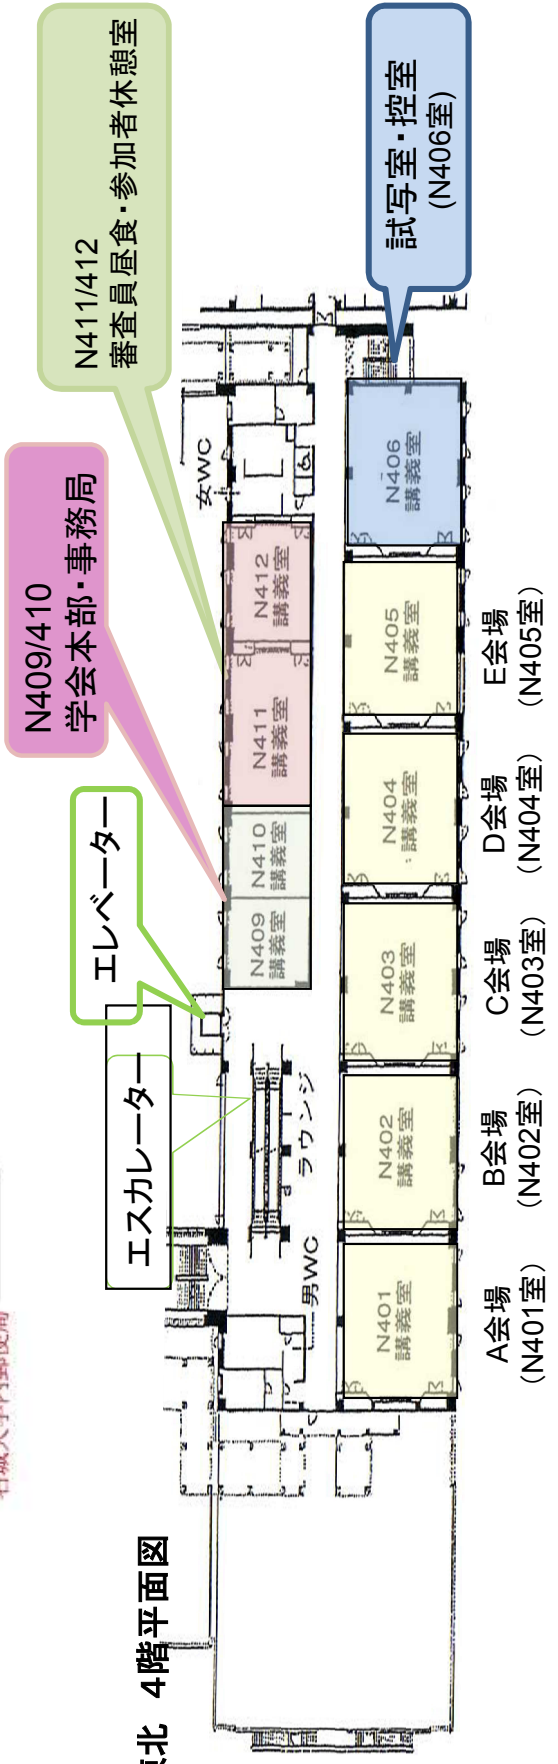 N411/412
審査員昼食・参加者休憩室
N409/410
学会本部・事務局
エレベーター
エスカレーター
試写室・控室
(N406室)
北 4階平面図
女WC
男WC
ラウンジ
N409
講義室
N410
講義室
N411
講義室
N412
講義室
N401
講義室
N402
講義室
N403
講義室
N404
講義室
N405
講義室
N406
講義室
A会場
(N401室)
B会場
(N402室)
C会場
(N403室)
D会場
(N404室)
E会場
(N405室)